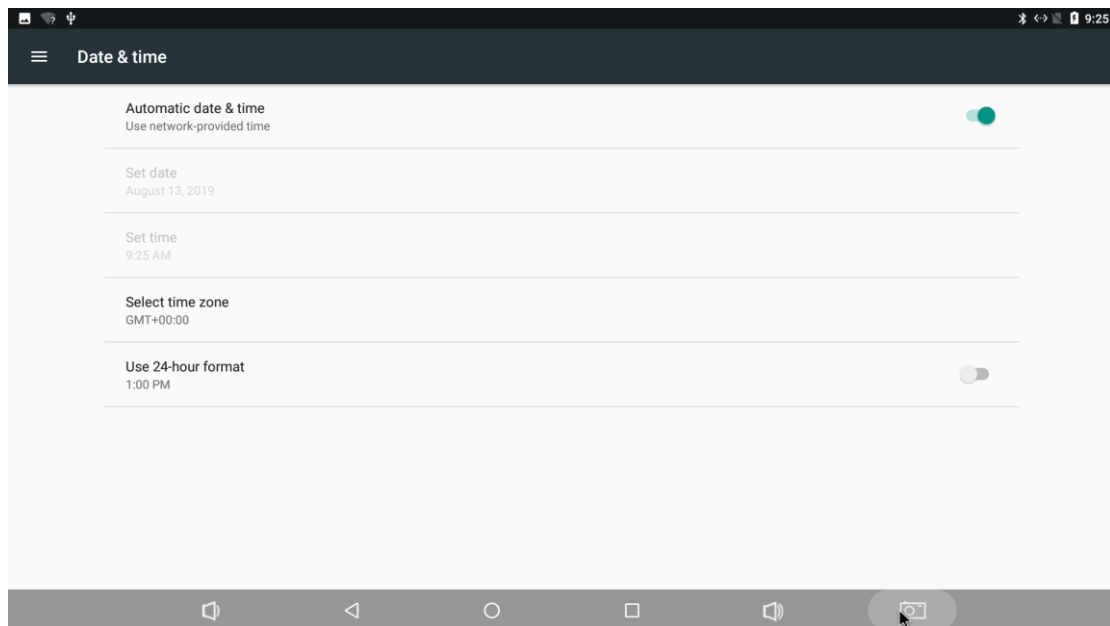 9:25
Date & time
Automatic date & time
Use network-provided time
Set date
August 13, 2019
Set time
9:25 AM
Select time zone
GMT+00:00
Use 24-hour format
1:00 PM